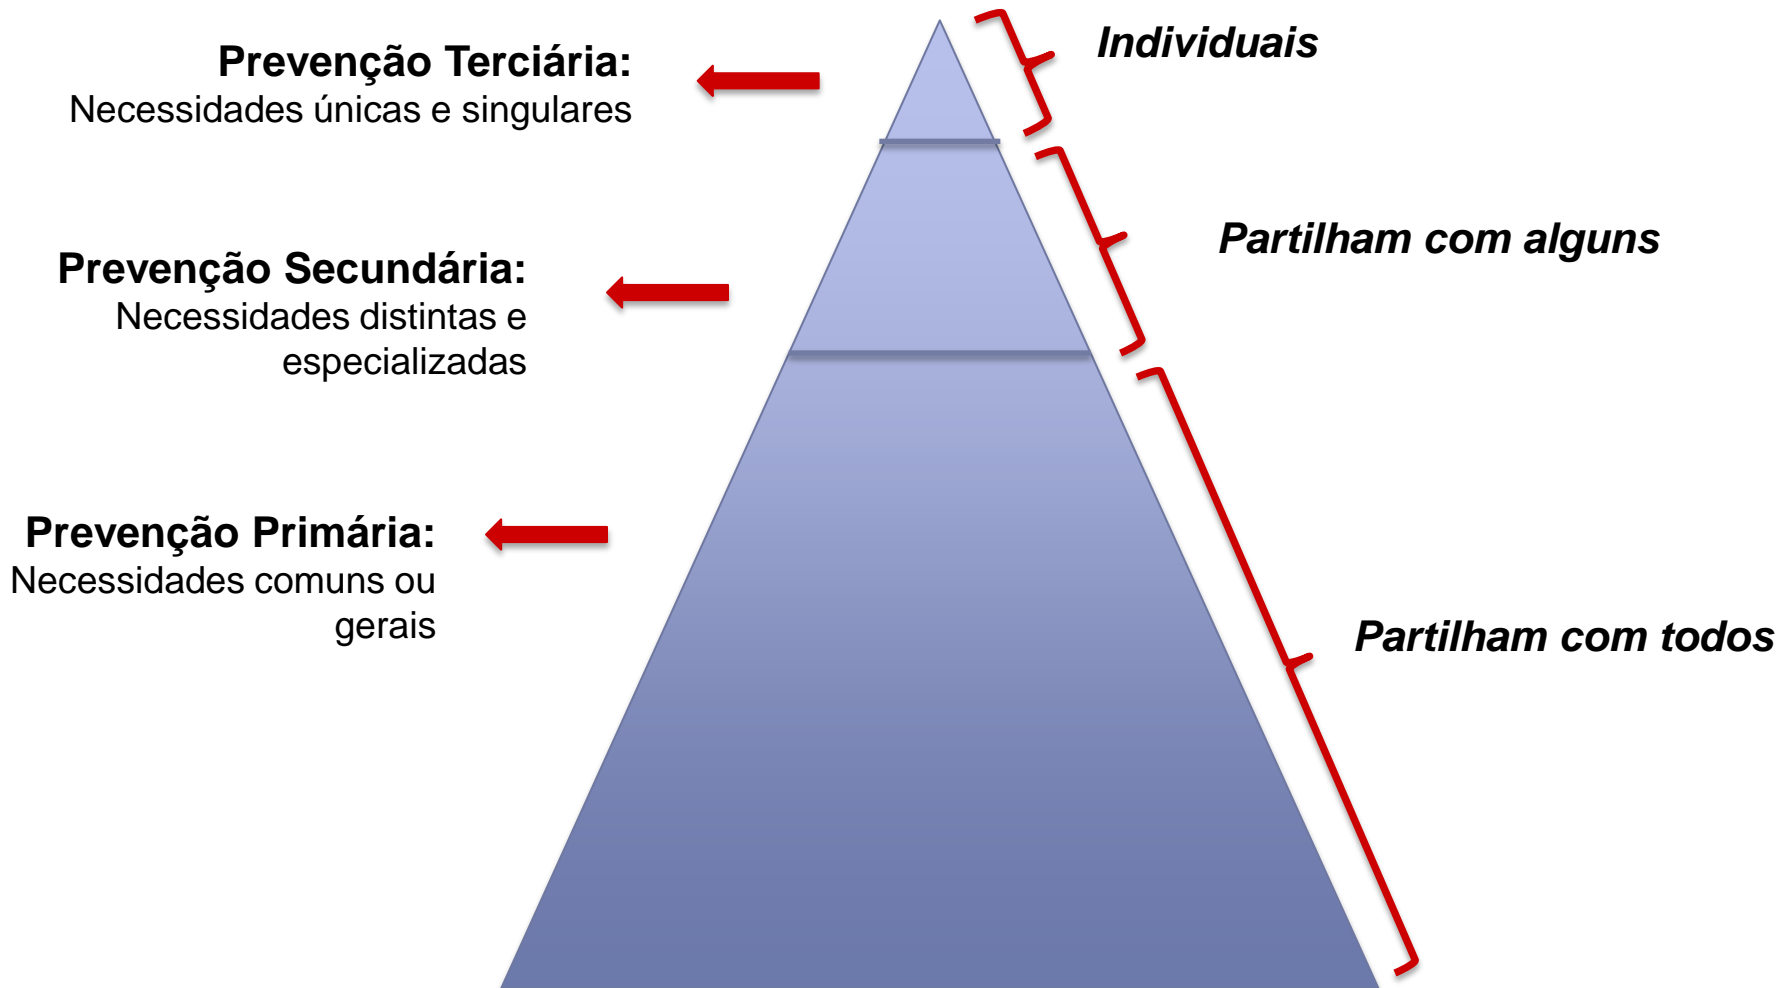 Prevenção Terciária:
Necessidades únicas e singulares
Individuais
Prevenção Secundária:
Necessidades distintas e
especializadas
Partilham com alguns
Prevenção Primária:
Necessidades comuns ou
gerais
Partilham com todos